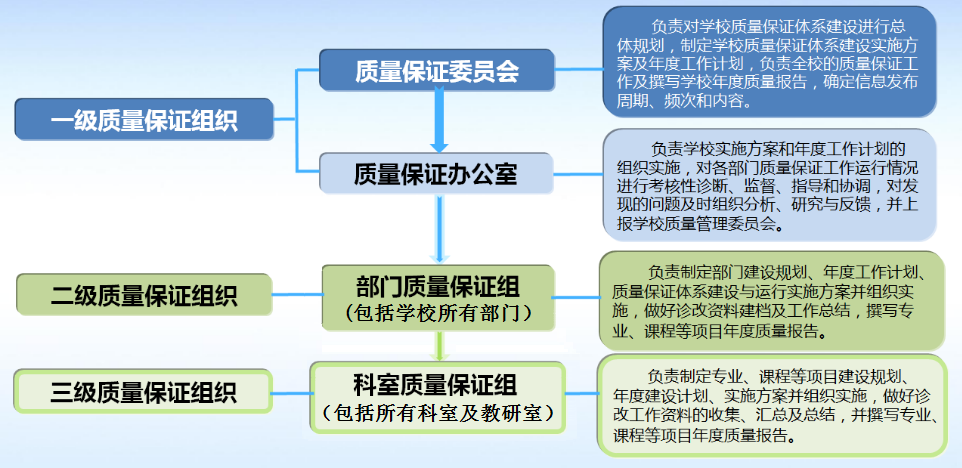 质量保证委员会
负责对学校质量保证体系建设进行总
体规划，制定学校质量保证体系建设实施方
案及年度工作计划，负责全校的质量保证工
作及撰写学校年度质量报告，确定信息发布
周期、频次和内容。
一级质量保证组织
质量保证办公室
负责学校实施方案和年度工作计划的
组织实施，对各部门质量保证工作运行情况
进行考核性诊断、监督、指导和协调，对发
现的问题及时组织分析、研究与反馈，并上
报学校质量管理委员会。
二级质量保证组织
部门质量保证组
（包括学校所有部门）
负责制定部门建设规划、年度工作计划、
质量保证体系建设与运行实施方案并组织实
施，做好诊改资料建档及工作总结，撰写专
业、课程等项目年度质量报告。
三级质量保证组织
科室质量保证组
（包括所有科室及教研室）
负责制定专业、课程等项目建设规划、
年度建设计划、实施方案并组织实施，做好诊
改工作资料的收集、汇总及总结，并撰写专业、
课程等项目年度质量报告。